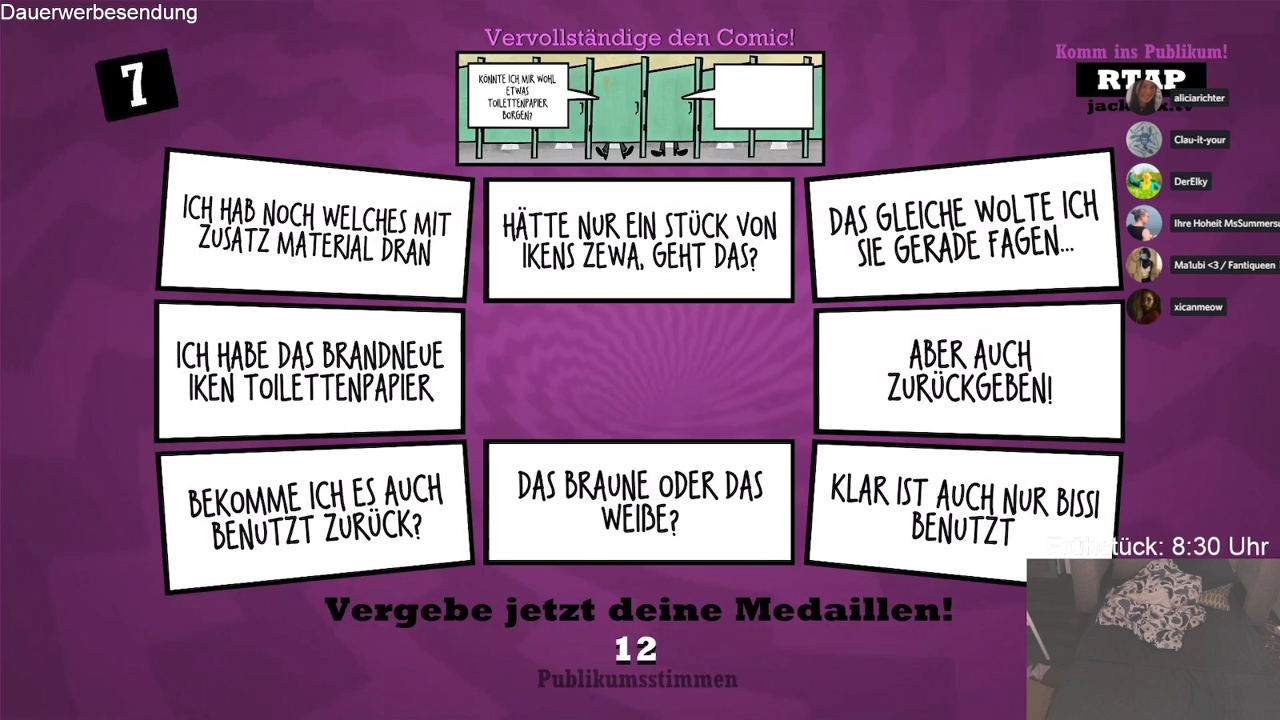 Dauerwerbesendung
Vervollständige den Comic!
7
KÖNNTE ICH MIR WOHL
ETWAS
TOILETTENPAPIER
BORGEN?
Komm ins Publikum!
RTAP
aliciarichter
Clau-it-your
DerElky
Ihre Hoheit MsSummersu
Ma1ubi <3 / Fantiqueen
xicanmeow
ICH HAB NOCH WELCHES MIT
ZUSATZ MATERIAL DRAN
HÄTTE NUR EIN STÜCK VON
IKENS ZEWA, GEHT DAS?
DAS GLEICHE WOLTE ICH
SIE GERADE FAGEN...
ICH HABE DAS BRANDNEUE
IKEN TOILETTENPAPIER
ABER AUCH
ZURÜCKGEBEN!
BEKOMME ICH ES AUCH
BENUTZT ZURÜCK?
DAS BRAUNE ODER DAS
WEIßE?
KLAR IST AUCH NUR BISSI
BENUTZT
Frühstück: 8:30 Uhr
Vergebe jetzt deine Medaillen!
12
Publikumsstimmen